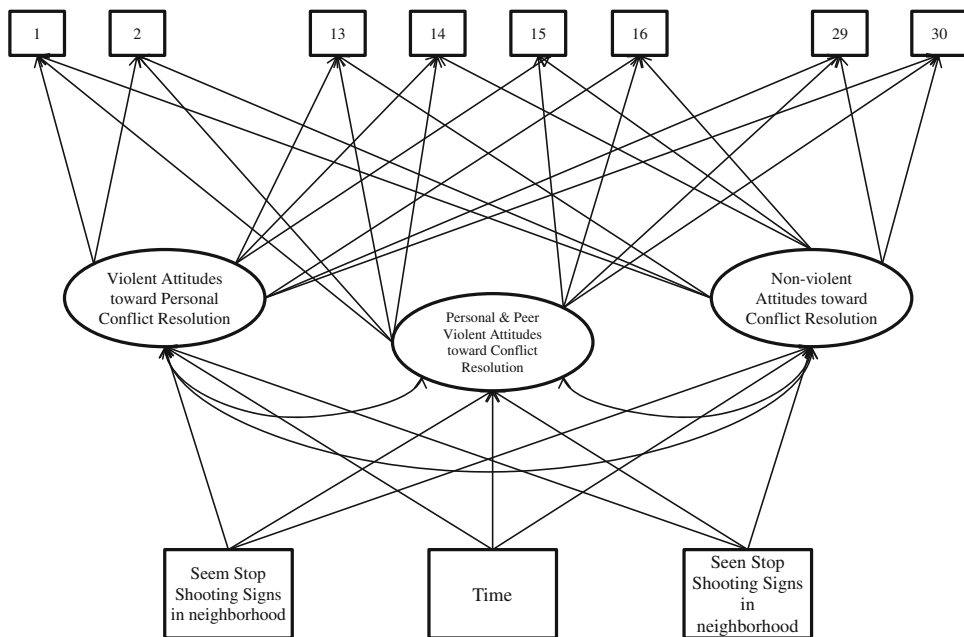 1
2
13
14
15
16
29
30
Violent Attitudes
toward Personal
Conflict Resolution
Personal & Peer
Violent Attitudes
toward Conflict
Resolution
Non-violent
Attitudes toward
Conflict Resolution
Seem Stop
Shooting Signs
in neighborhood
Time
Seen Stop
Shooting Signs
in
neighborhood